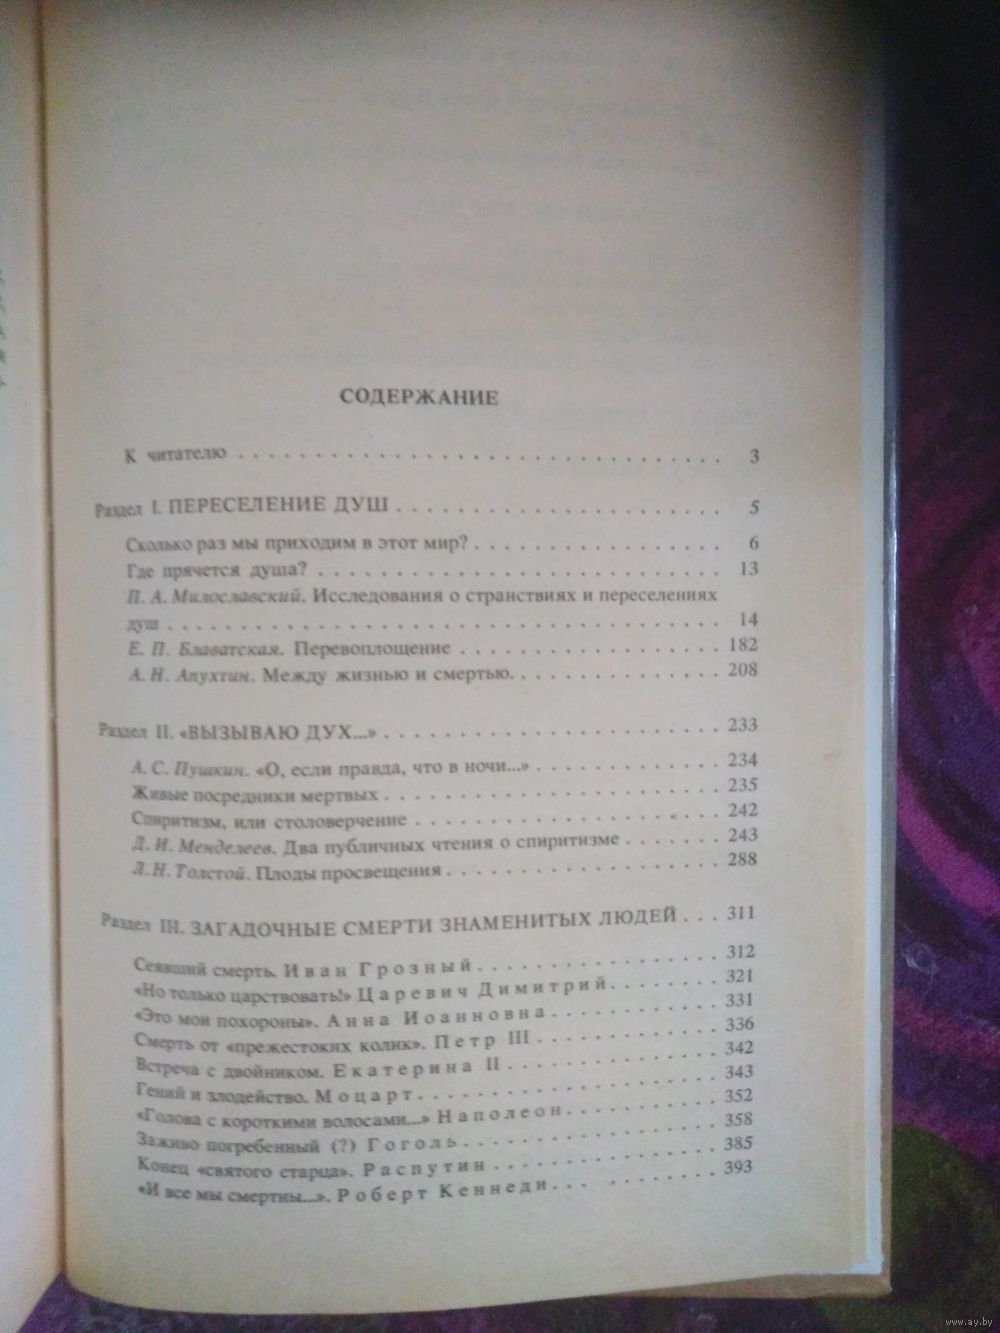 СОДЕРЖАНИЕ
К читателю . . . . . . . . . . . . . . . . . . . . . . . . . . . . . . . 3
Раздел I. ПЕРЕСЕЛЕНИЕ ДУШ . . . . . . . . . . . . . . . . . . . . . 5
Сколько раз мы приходим в этот мир? . . . . . . . . . . . . . . . . 6
Где прячется душа? . . . . . . . . . . . . . . . . . . . . . . . . . . 13
П. А. Милославский. Исследования о странствиях и переселениях
душ . . . . . . . . . . . . . . . . . . . . . . . . . . . . . . . . . . . 14
Е. П. Блаватская. Перевоплощение . . . . . . . . . . . . . . . . . 182
А. Н. Апухтин. Между жизнью и смертью. . . . . . . . . . . . . . 208
Раздел II. «ВЫЗЫВАЮ ДУХ...» . . . . . . . . . . . . . . . . . . . . . 233
А. С. Пушкин. «О, если правда, что в ночи...» . . . . . . . . . . . . 234
Живые посредники мертвых . . . . . . . . . . . . . . . . . . . . . 235
Спиритизм, или столоверчение . . . . . . . . . . . . . . . . . . . 242
Д. И. Менделеев. Два публичных чтения о спиритизме . . . . . . 243
Л. Н. Толстой. Плоды просвещения . . . . . . . . . . . . . . . . . 288
Раздел III. ЗАГАДОЧНЫЕ СМЕРТИ ЗНАМЕНИТЫХ ЛЮДЕЙ . . . 311
Сеявший смерть. Иван Грозный . . . . . . . . . . . . . . . . 312
«Но только царствовать!» Царевич Димитрий . . . . . . . 321
«Это мои похороны». Анна Иоанновна . . . . . . . . . . . 331
Смерть от «прежестоких колик». Петр III . . . . . . . . . . . . 336
Встреча с двойником. Екатерина II . . . . . . . . . . . . . . 342
Гений и злодейство. Моцарт . . . . . . . . . . . . . . . . . . . 343
«Голова с короткими волосами...» Наполеон . . . . . . . . . . 352
Заживо погребенный (?) Гоголь . . . . . . . . . . . . . . . . . 358
Конец «святого старца». Распутин . . . . . . . . . . . . . . . 385
«И все мы смертны...». Роберт Кеннеди . . . . . . . . . . . 393
www.ay.by